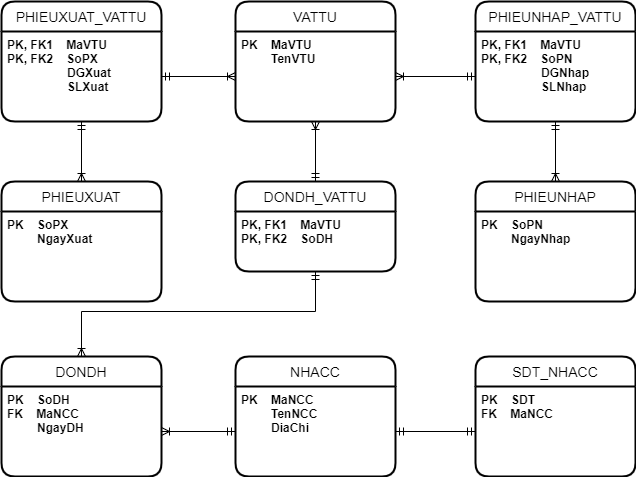 PHIEUXUAT_VATTU
PK, FK1 MaVTU
PK, FK2 SoPX
DGXuat
SLXuat
VATTU
PK MaVTU
TenVTU
PHIEUNHAP_VATTU
PK, FK1 MaVTU
PK, FK2 SoPN
DGNhap
SLNhap
PHIEUXUAT
PK SoPX
NgayXuat
DONDH_VATTU
PK, FK1 MaVTU
PK, FK2 SoDH
PHIEUNHAP
PK SoPN
NgayNhap
DONDH
PK SoDH
FK MaNCC
NgayDH
NHACC
PK MaNCC
TenNCC
DiaChi
SDT_NHACC
PK SDT
FK MaNCC